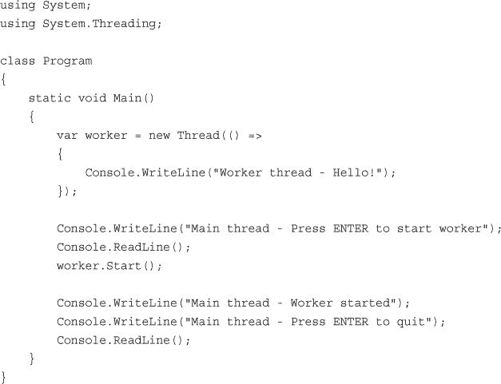 using System;
using System.Threading;

class Program
{
    static void Main()
    {
        var worker = new Thread(() =>
        {
            Console.WriteLine("Worker thread - Hello!");
        });

        Console.WriteLine("Main thread - Press ENTER to start worker");
        Console.ReadLine();
        worker.Start();

        Console.WriteLine("Main thread - Worker started");
        Console.WriteLine("Main thread - Press ENTER to quit");
        Console.ReadLine();
    }
}